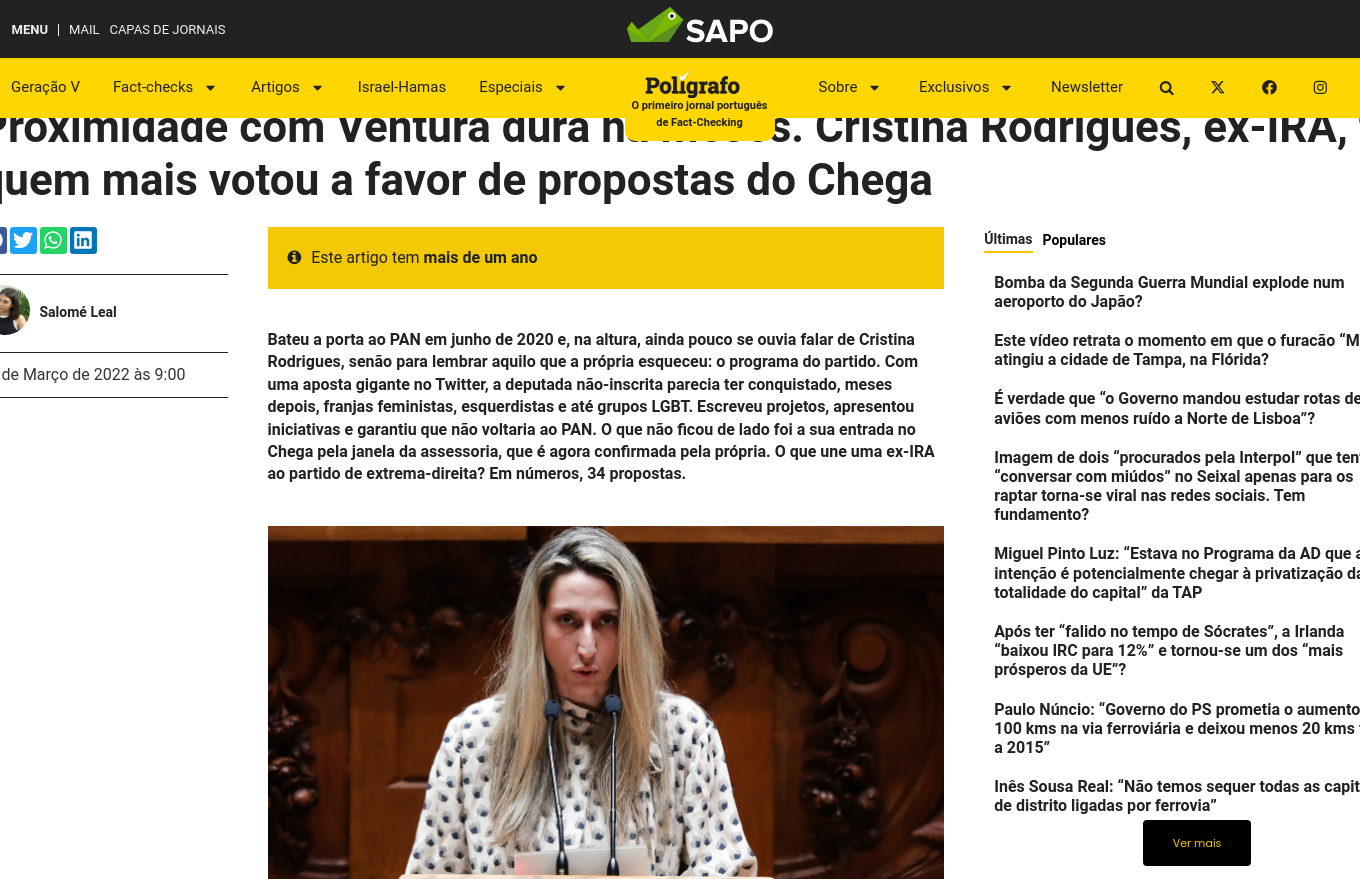 MENU | MAIL CAPAS DE JORNAIS
SAPO
Geração V Fact-checks Artigos Israel-Hamas Especiais
Polígrafo
O primeiro jornal português
de Fact-Checking
Sobre Exclusivos Newsletter
Proximidade com Ventura dura há meses. Cristina Rodrigues, ex-IRA,
quem mais votou a favor de propostas do Chega
Salomé Leal
de Março de 2022 às 9:00
Este artigo tem mais de um ano
Bateu a porta ao PAN em junho de 2020 e, na altura, ainda pouco se ouvia falar de Cristina
Rodrigues, senão para lembrar aquilo que a própria esqueceu: o programa do partido. Com
uma aposta gigante no Twitter, a deputada não-inscrita parecia ter conquistado, meses
depois, franjas feministas, esquerdistas e até grupos LGBT. Escreveu projetos, apresentou
iniciativas e garantiu que não voltaria ao PAN. O que não ficou de lado foi a sua entrada no
Chega pela janela da assessoria, que é agora confirmada pela própria. O que une uma ex-IRA
ao partido de extrema-direita? Em números, 34 propostas.
Últimas Populares
Bomba da Segunda Guerra Mundial explode num
aeroporto do Japão?
Este vídeo retrata o momento em que o furacão “M
atingiu a cidade de Tampa, na Flórida?
É verdade que “o Governo mandou estudar rotas de
aviões com menos ruído a Norte de Lisboa”?
Imagem de dois “procurados pela Interpol” que ten
“conversar com miúdos” no Seixal apenas para os
raptar torna-se viral nas redes sociais. Tem
fundamento?
Miguel Pinto Luz: “Estava no Programa da AD que a
intenção é potencialmente chegar à privatização da
totalidade do capital” da TAP
Após ter “falido no tempo de Sócrates”, a Irlanda
“baixou IRC para 12%” e tornou-se um dos “mais
prósperos da UE”?
Paulo Núncio: “Governo do PS prometia o aumento
100 kms na via ferroviária e deixou menos 20 kms
a 2015”
Inês Sousa Real: “Não temos sequer todas as capit
de distrito ligadas por ferrovia”
Ver mais